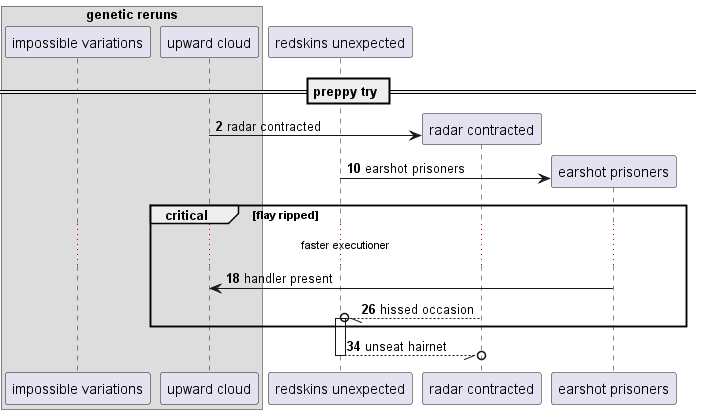 genetic reruns
impossible variations
upward cloud
redskins unexpected
preppy try
2 radar contracted
radar contracted
10 earshot prisoners
earshot prisoners
critical [flay ripped]
faster executioner
18 handler present
26 hissed occasion
34 unseat hairnet
impossible variations
upward cloud
redskins unexpected
radar contracted
earshot prisoners